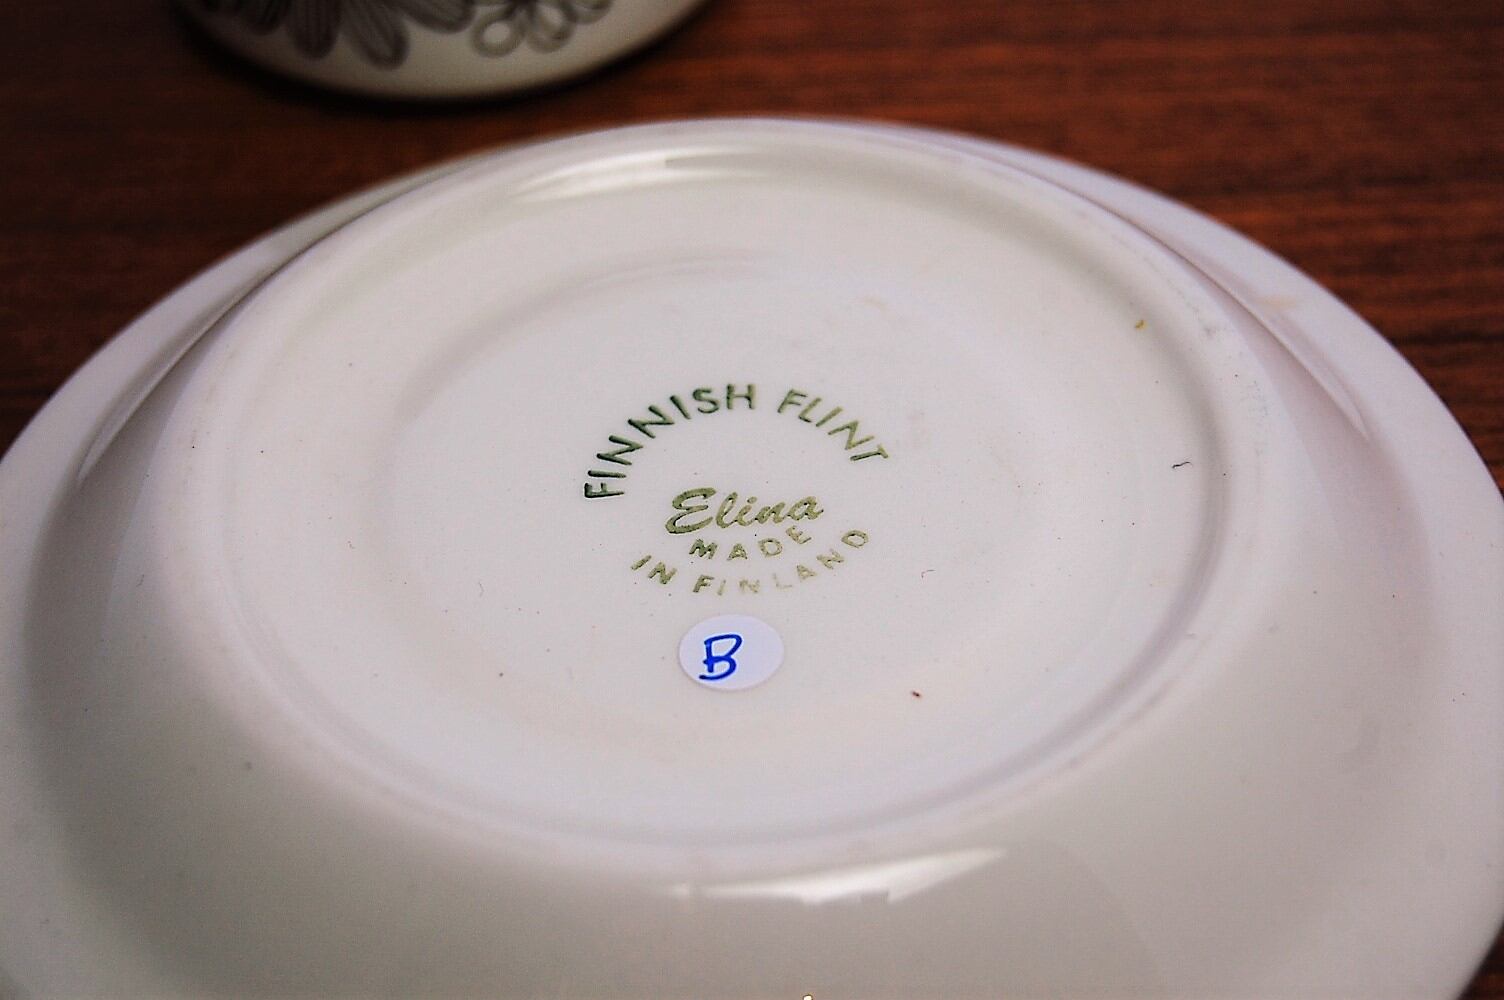 FINNISH FLINT
Elina
MADE
IN FINLAND
B